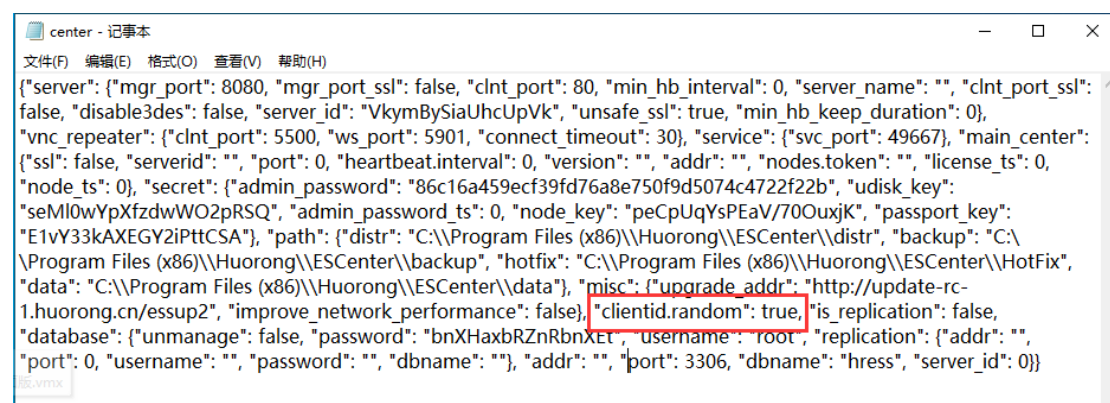 center - 记事本
文件(F) 编辑(E) 格式(O) 查看(V) 帮助(H)
{"server": {"mgr_port": 8080, "mgr_port_ssl": false, "clnt_port": 80, "min_hb_interval": 0, "server_name": "", "clnt_port_ssl":
false, "disable3des": false, "server_id": "VkymBySiaUhcUpVk", "unsafe_ssl": true, "min_hb_keep_duration": 0},
"vnc_repeater": {"clnt_port": 5500, "ws_port": 5901, "connect_timeout": 30}, "service": {"svc_port": 49667}, "main_center":
{"ssl": false, "serverid": "", "port": 0, "heartbeat.interval": 0, "version": "", "addr": "", "nodes.token": "", "license_ts": 0,
"node_ts": 0}, "secret": {"admin_password": "86c16a459ecf39fd76a8e750f9d5074c4722f22b", "udisk_key":
"seMl0wYpXfzdwWO2pRSQ", "admin_password_ts": 0, "node_key": "peCpUqYsPEaV/70OuxjK", "passport_key":
"E1vY33kAXEGY2iPttCSA"}, "path": {"distr": "C:\\Program Files (x86)\\Huorong\\ESCenter\\distr", "backup": "C:\
\Program Files (x86)\\Huorong\\ESCenter\\backup", "hotfix": "C:\\Program Files (x86)\\Huorong\\ESCenter\\HotFix",
"data": "C:\\Program Files (x86)\\Huorong\\ESCenter\\data"}, "misc": {"upgrade_addr": "http://update-rc-
1.huorong.cn/essup2", "improve_network_performance": false}, "clientid.random": true, "is_replication": false,
"database": {"unmanage": false, "password": "bnXHaxbRZnRbnXEt", "username": "root", "replication": {"addr": "",
"port": 0, "username": "", "password": "", "dbname": ""}, "addr": "", "port": 3306, "dbname": "hress", "server_id": 0}}
版.vmx